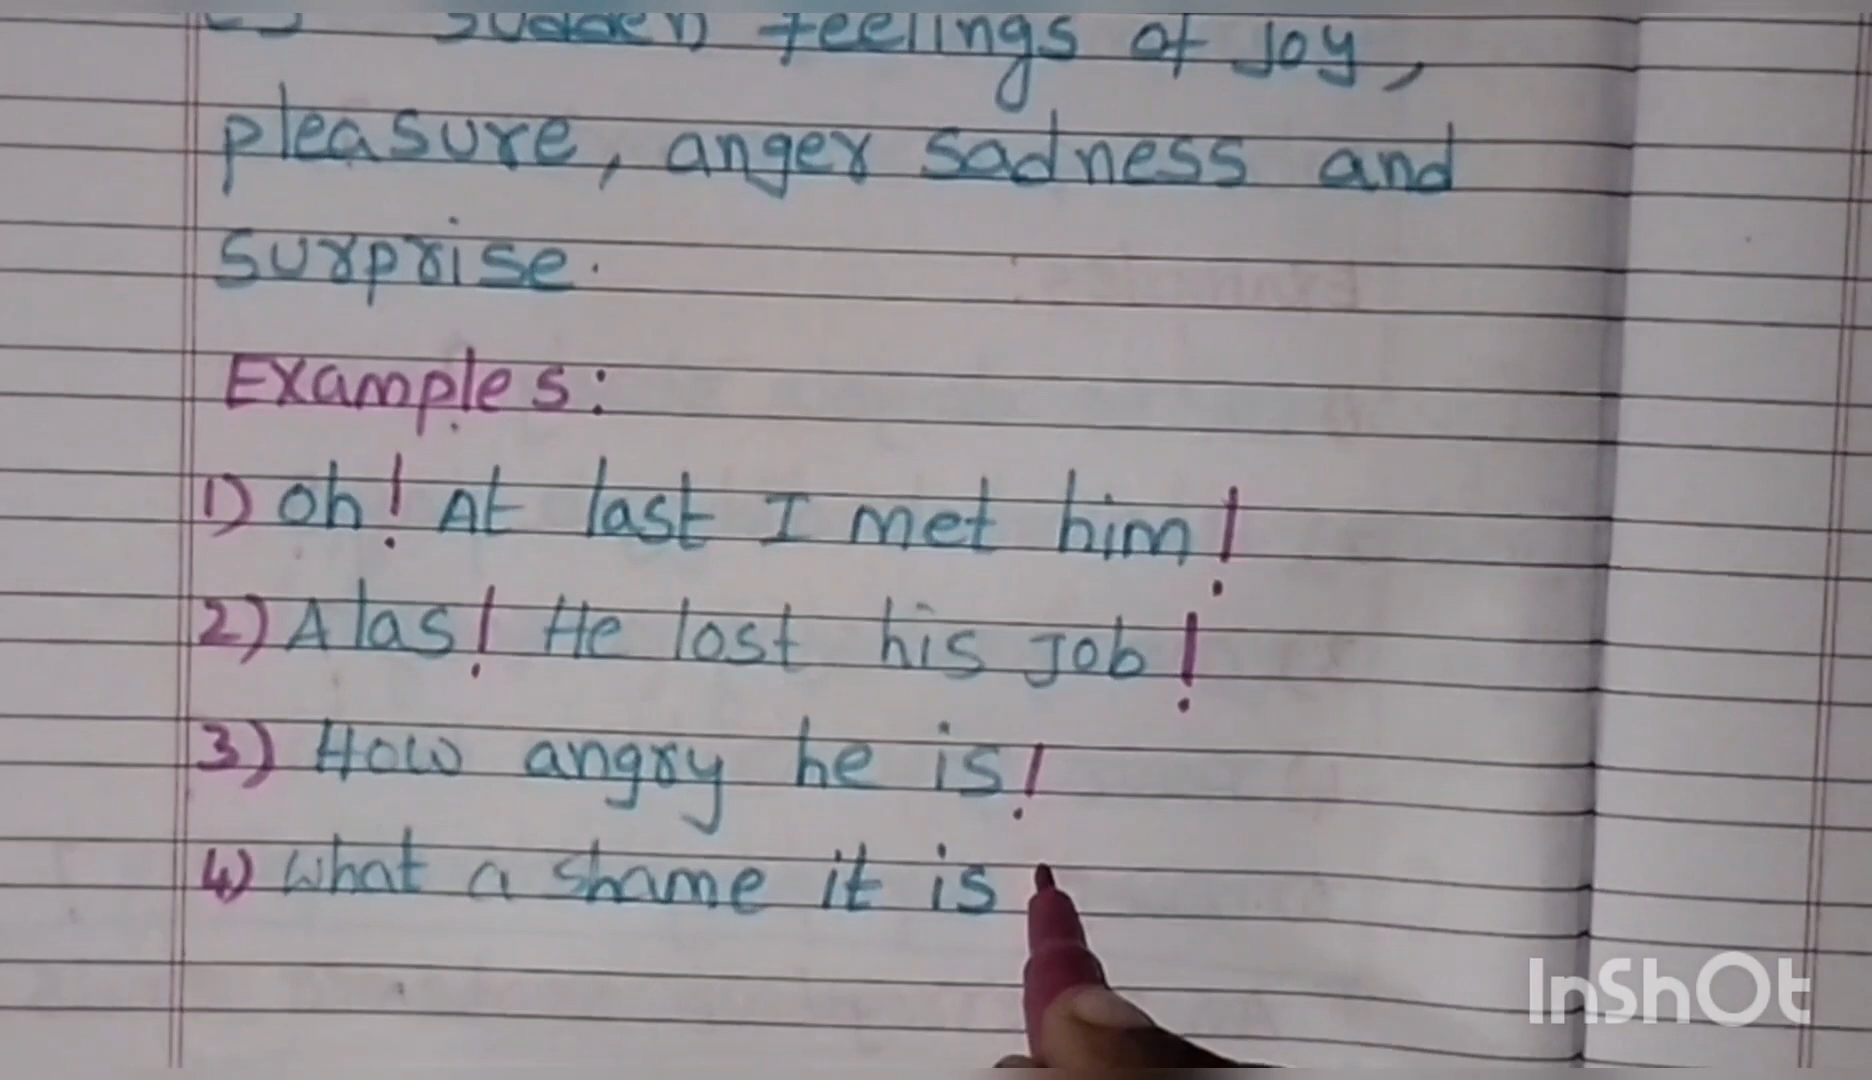 sudden feelings of joy,
pleasure, anger sadness and
surprise.
Examples:
1) Oh! At last I met him!
2) Alas! He lost his Job!
3) How angry he is!
4) What a shame it is
InShOt